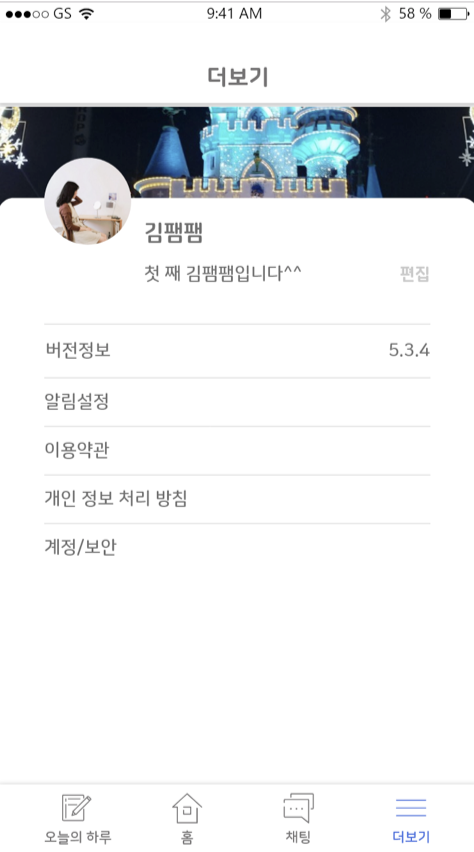 GS 9:41 AM 58 %
더보기
김팸팸
첫 째 김팸팸입니다^^ 편집
버전정보 5.3.4
알림설정
이용약관
개인 정보 처리 방침
계정/보안
오늘의 하루 홈 채팅 더보기